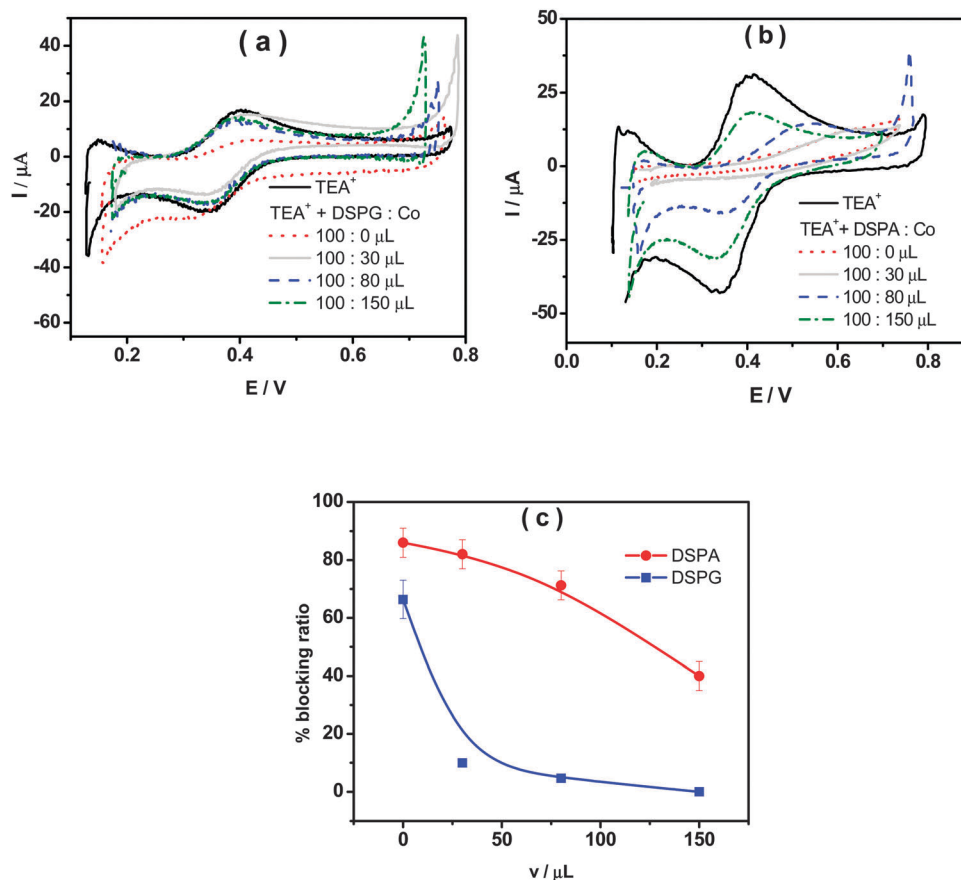 ( a )
I / μA
40
20
0
-20
-40
-60
TEA⁺
TEA⁺ + DSPG : Co
100 : 0 μL
100 : 30 μL
100 : 80 μL
100 : 150 μL
0.2 0.4 0.6 0.8
E / V
( b )
I / μA
50
25
0
-25
-50
TEA⁺
TEA⁺+ DSPA : Co
100 : 0 μL
100 : 30 μL
100 : 80 μL
100 : 150 μL
0.0 0.2 0.4 0.6 0.8
E / V
( c )
% blocking ratio
100
80
60
40
20
0
DSPA
DSPG
0 50 100 150
v / μL